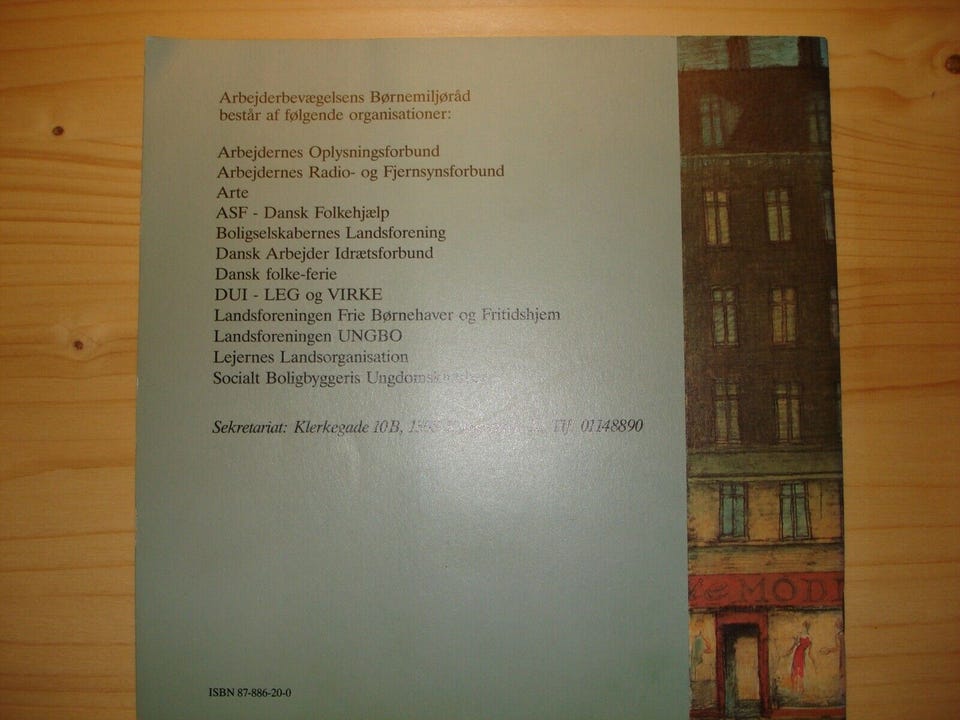 Arbejderbevægelsens Børnemiljøråd
består af følgende organisationer:
Arbejdernes Oplysningsforbund
Arbejdernes Radio- og Fjernsynsforbund
Arte
ASF - Dansk Folkehjælp
Boligselskabernes Landsforening
Dansk Arbejder Idrætsforbund
Dansk folke-ferie
DUI - LEG og VIRKE
Landsforeningen Frie Børnehaver og Fritidshjem
Landsforeningen UNGBO
Lejernes Landsorganisation
Socialt Boligbyggeris
Sekretariat: Klerkegade 10B, Tlf. 01148890
MODE
ISBN 87-886-20-0